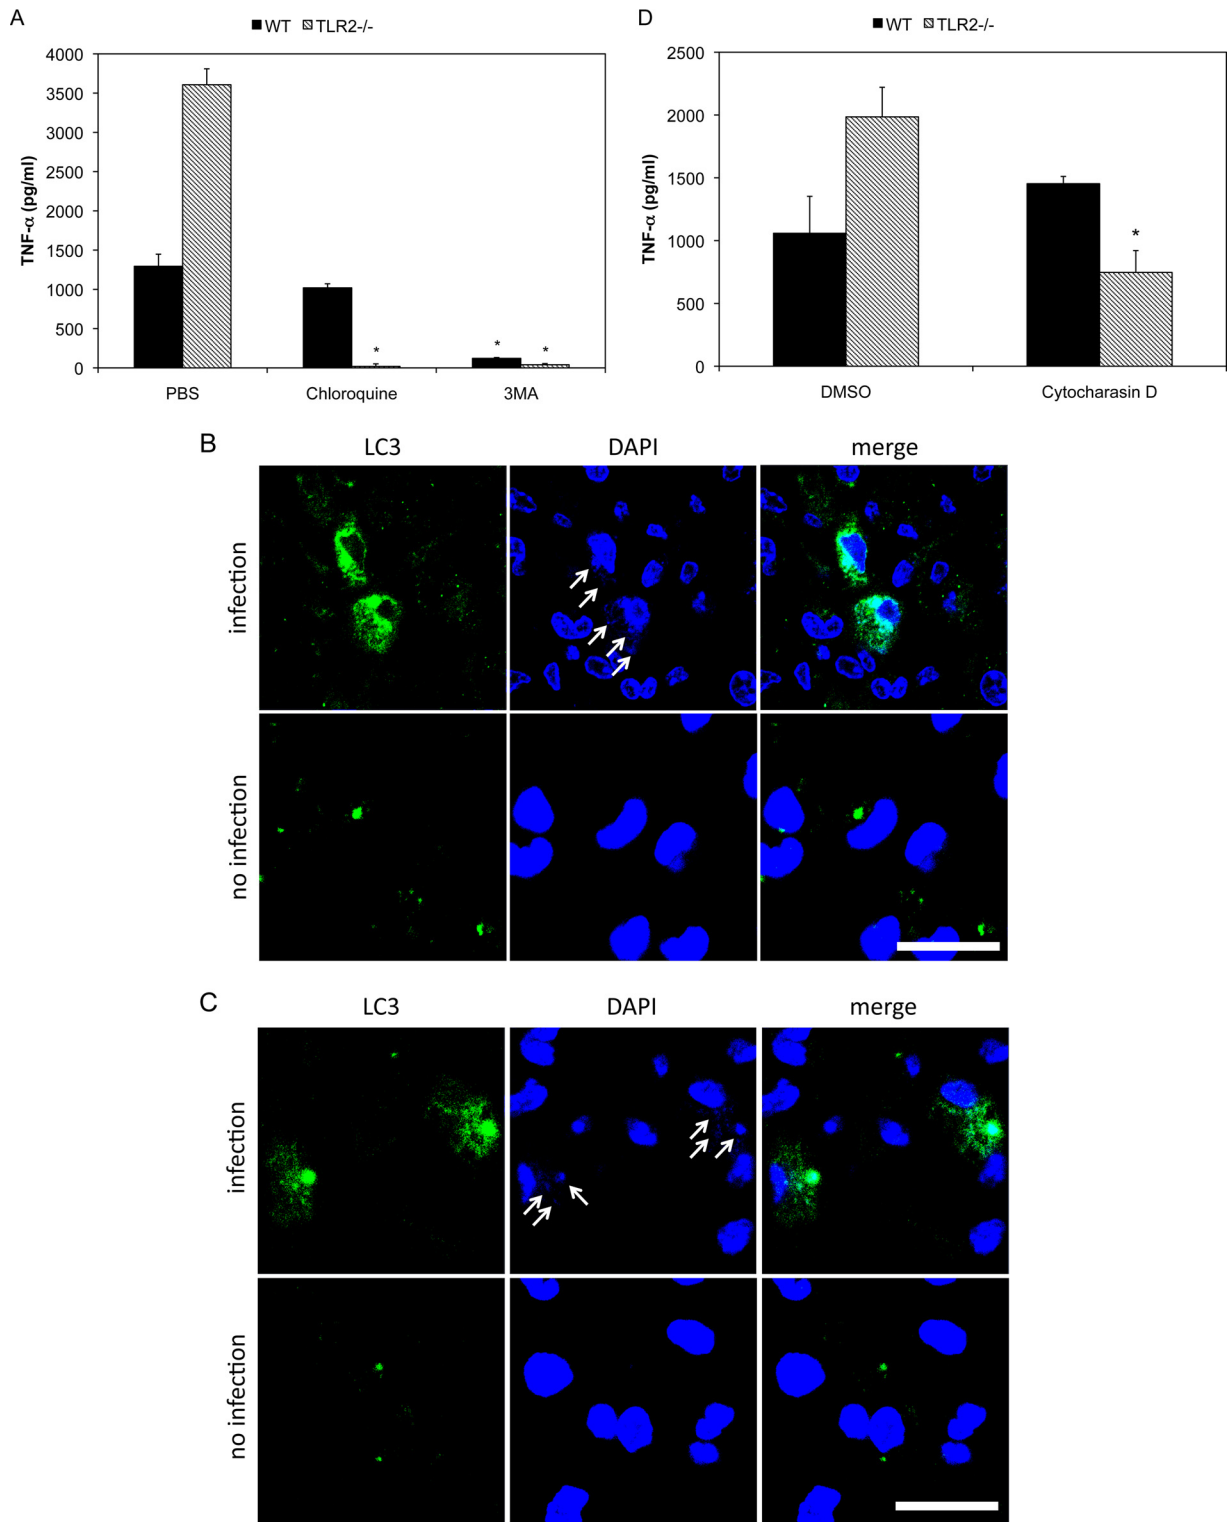 A
WT TLR2-/-
TNF-α (pg/ml)
4000
3500
3000
2500
2000
1500
1000
500
0
* * *
PBS Chloroquine 3MA
D
WT TLR2-/-
TNF-α (pg/ml)
2500
2000
1500
1000
500
0
*
DMSO Cytocharasin D
B
LC3 DAPI merge
infection
no infection
C
LC3 DAPI merge
infection
no infection